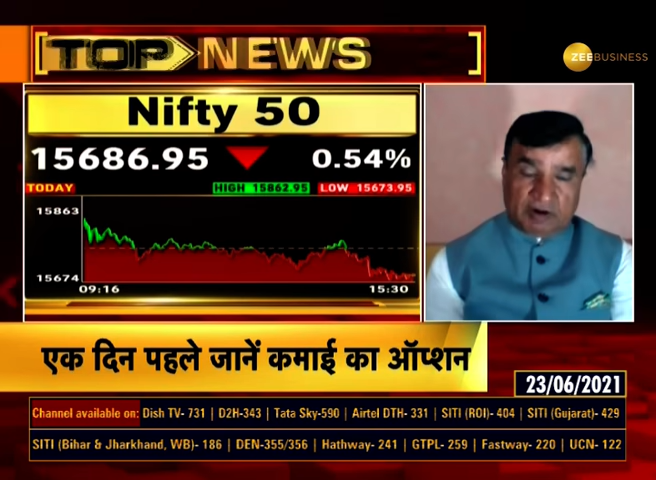 TOP NEWS
ZEEBUSINESS
Nifty 50
15686.95 0.54%
TODAY HIGH 15862.95 LOW 15673.95
15863
15674
09:16 15:30
एक दिन पहले जानें कमाई का ऑप्शन
23/06/2021
Channel available on: Dish TV- 731 | D2H-343 | Tata Sky-590 | Airtel DTH- 331 | SITI (ROI)- 404 | SITI (Gujarat)- 429
SITI (Bihar & Jharkhand, WB)- 186 | DEN-355/356 | Hathway- 241 | GTPL- 259 | Fastway- 220 | UCN- 122